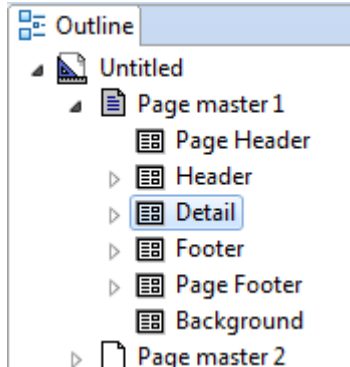 Outline
Untitled
Page master 1
Page Header
Header
Detail
Footer
Page Footer
Background
Page master 2